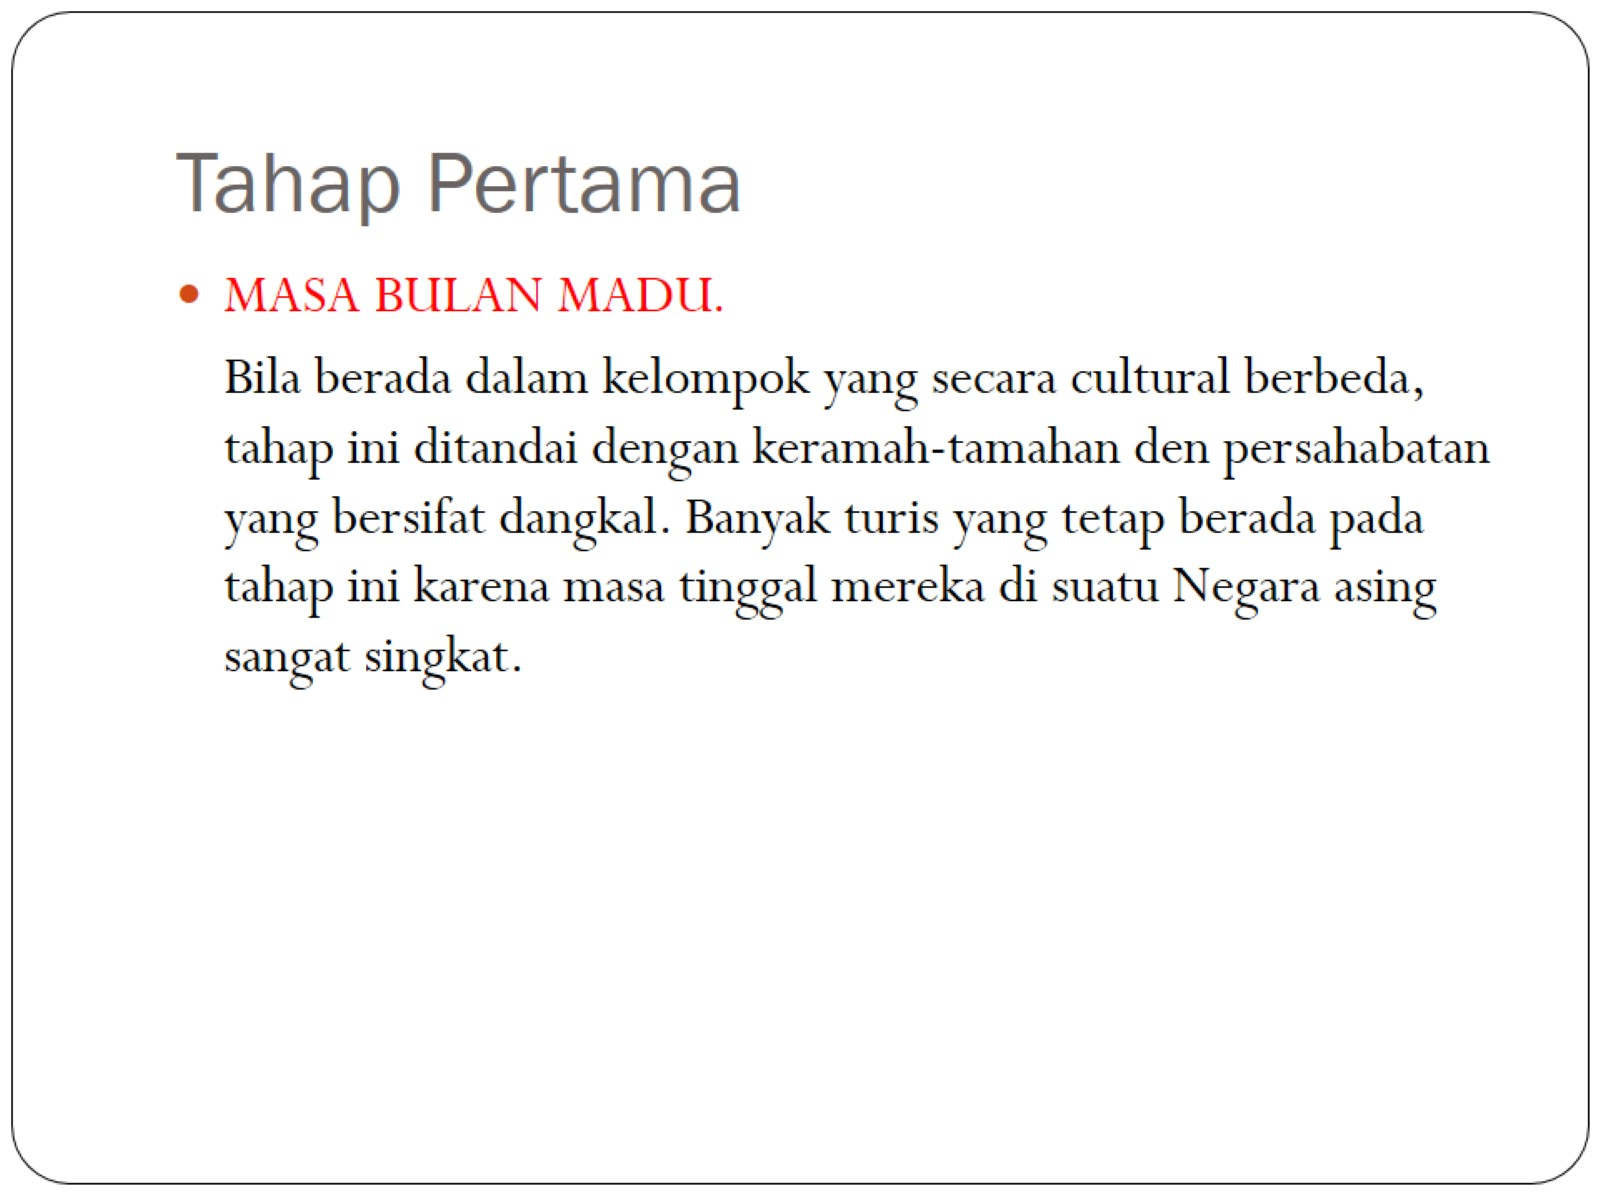 Tahap Pertama
• MASA BULAN MADU.
Bila berada dalam kelompok yang secara cultural berbeda,
tahap ini ditandai dengan keramah-tamahan den persahabatan
yang bersifat dangkal. Banyak turis yang tetap berada pada
tahap ini karena masa tinggal mereka di suatu Negara asing
sangat singkat.